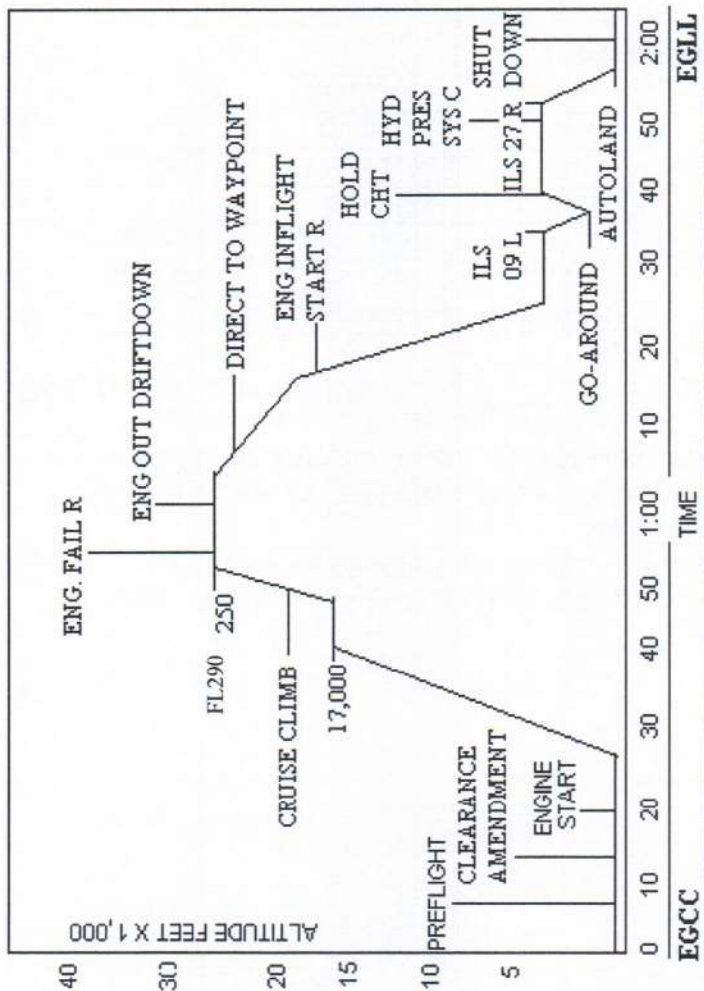 ALTITUDE FEET X 1,000
40
30
20
15
10
5
ENG. FAIL R
ENG OUT DRIFTDOWN
DIRECT TO WAYPOINT
ENG INFLIGHT
START R
FL290
250
CRUISE CLIMB
17,000
HOLD
CHT
HYD
PRES
SYS C
SHUT
DOWN
ILS
09 L
ILS 27 R
GO-AROUND
AUTOLAND
PREFLIGHT
CLEARANCE
AMENDMENT
ENGINE
START
0
10
20
30
40
50
1:00
10
20
30
40
50
2:00
EGCC
TIME
EGLL